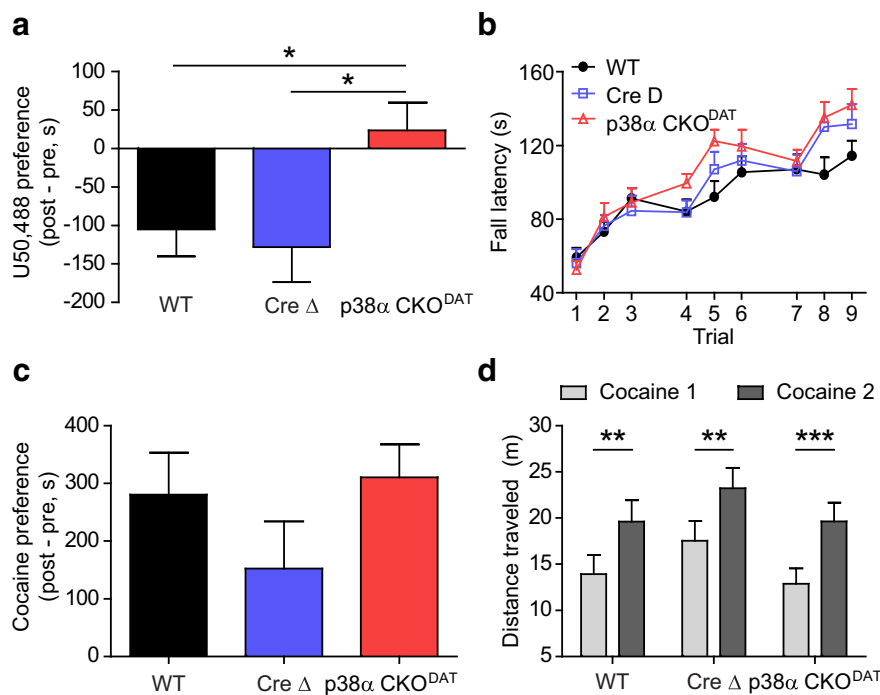 a
*
*
U50,488 preference
(post - pre, s)
100
50
0
-50
-100
-150
-200
WT
Cre Δ
p38α CKO^DAT
b
WT
Cre D
p38α CKO^DAT
Fall latency (s)
160
120
80
40
1 2 3 4 5 6 7 8 9
Trial
c
Cocaine preference
(post - pre, s)
400
300
200
100
0
WT
Cre Δ
p38α CKO^DAT
d
Cocaine 1
Cocaine 2
Distance traveled (m)
30
25
20
15
10
5
**
**
***
WT
Cre Δ
p38α CKO^DAT